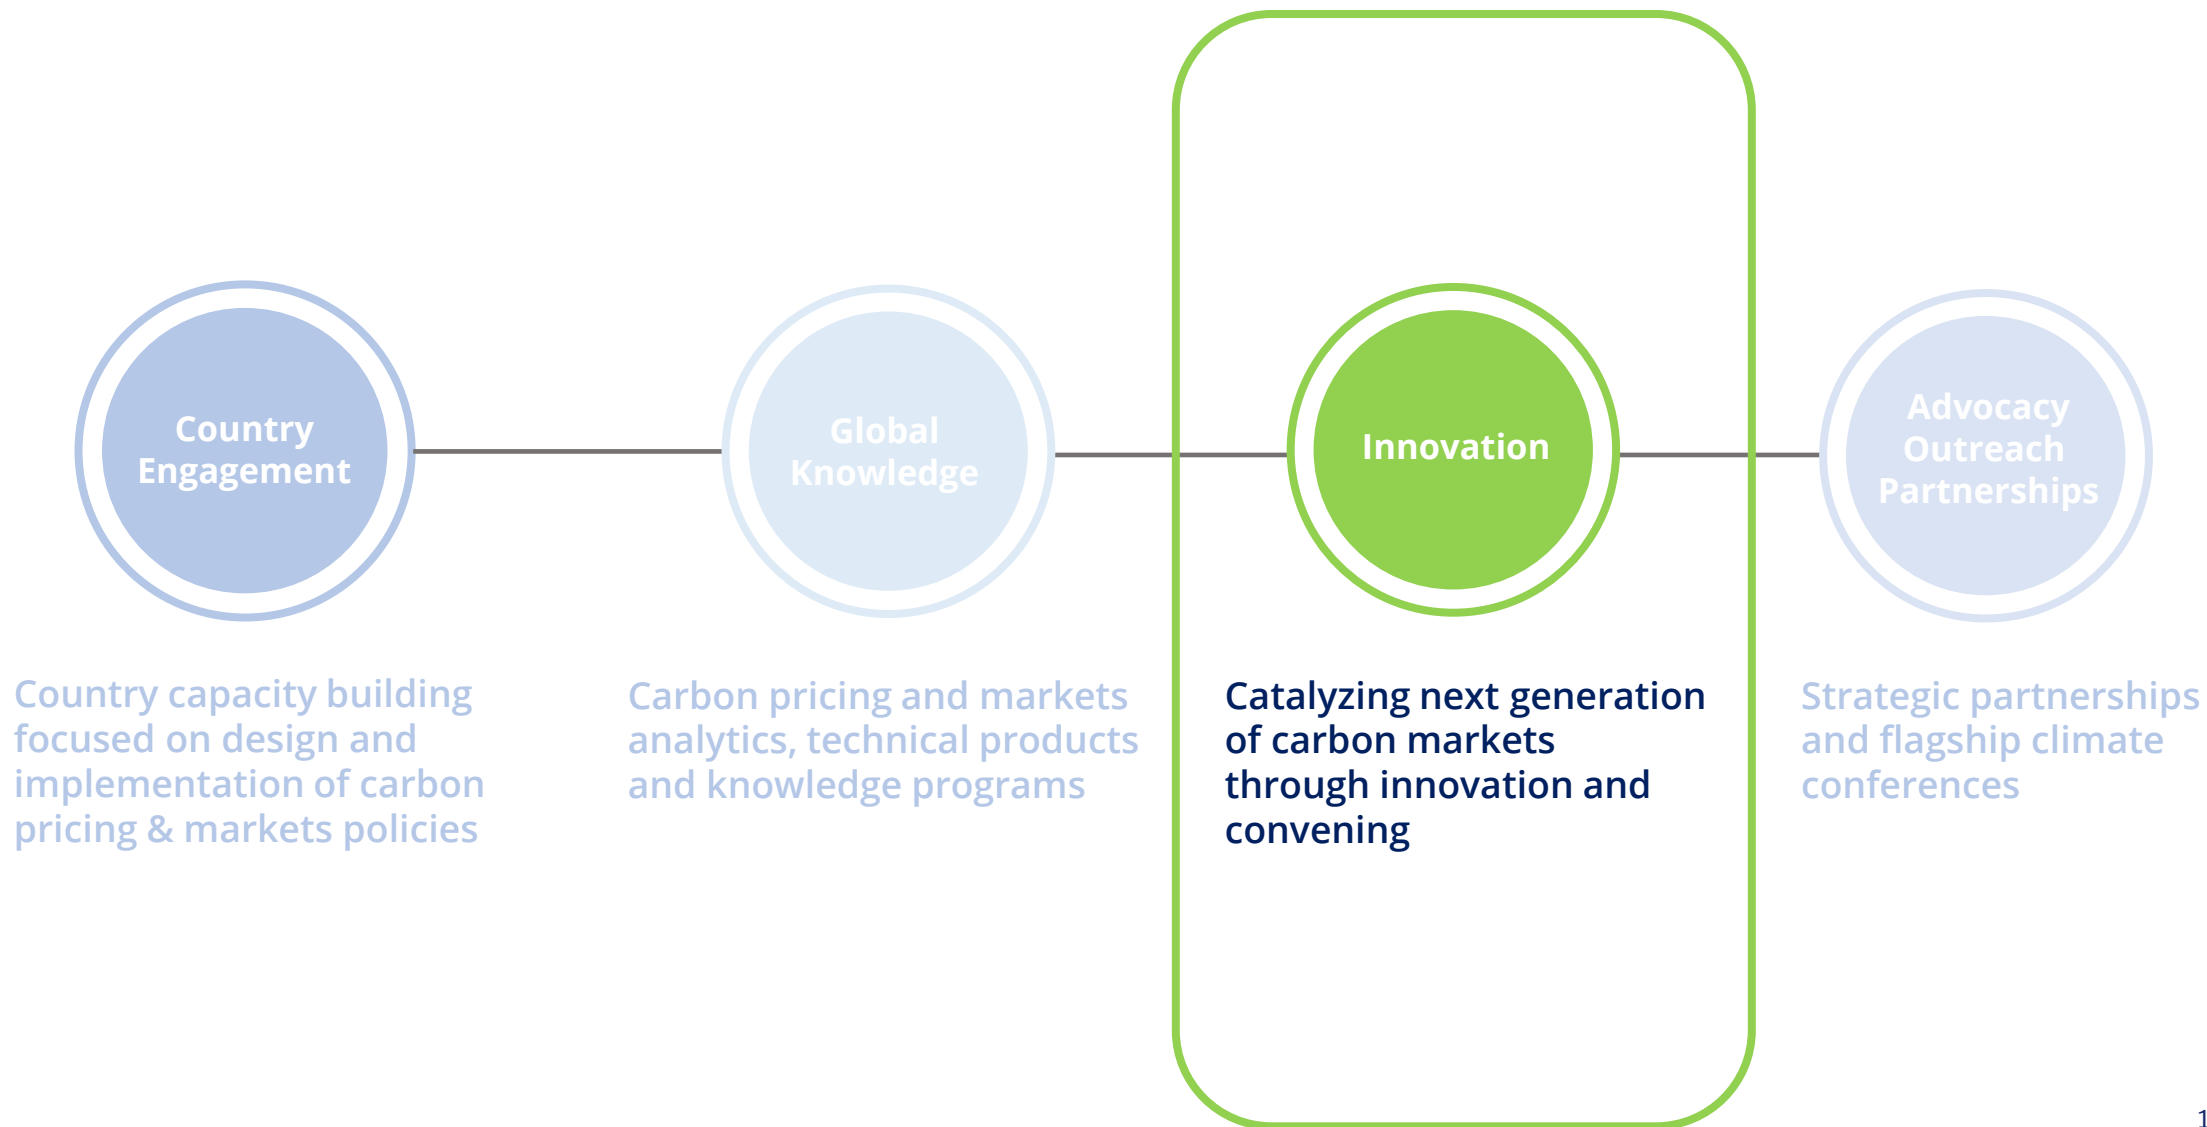 Country
Engagement
Global
Knowledge
Innovation
Advocacy
Outreach
Partnerships
Country capacity building
focused on design and
implementation of carbon
pricing & markets policies
Carbon pricing and markets
analytics, technical products
and knowledge programs
Catalyzing next generation
of carbon markets
through innovation and
convening
Strategic partnerships
and flagship climate
conferences
1